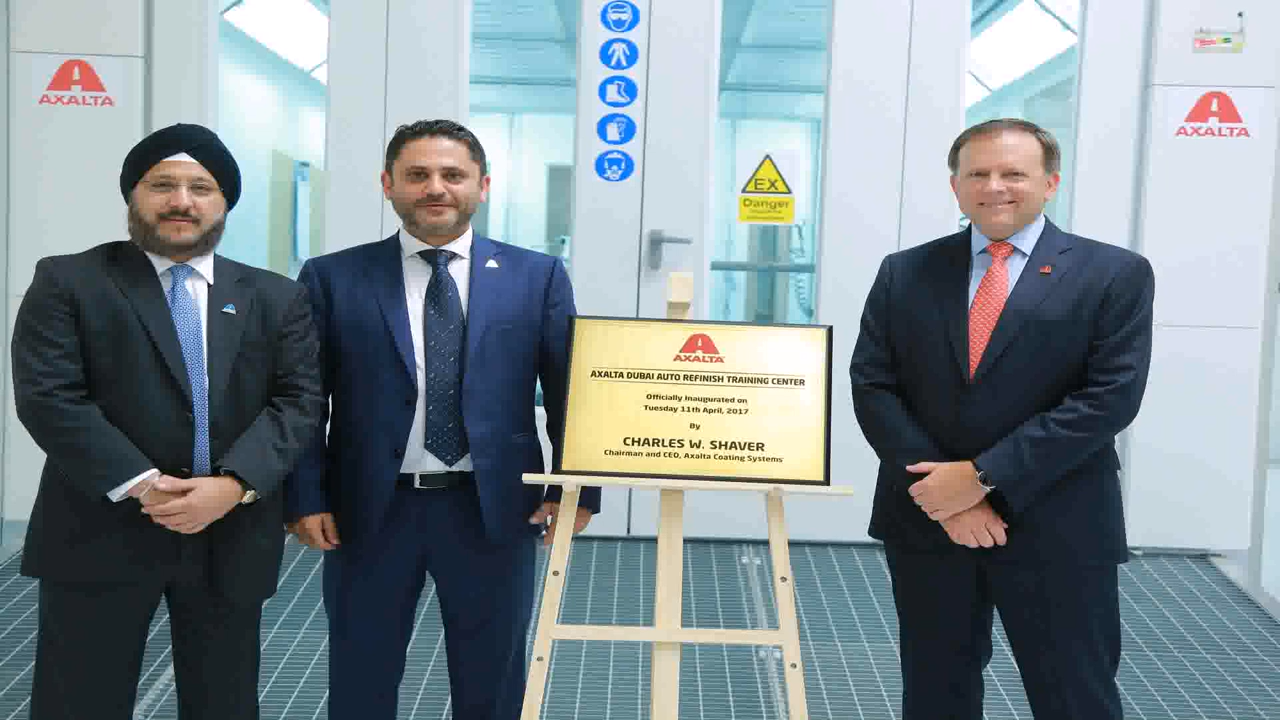 AXALTA
EX
Danger
AXALTA
AXALTA
AXALTA DUBAI AUTO REFINISH TRAINING CENTER
Officially Inaugurated on
Tuesday 11th April, 2017
By
CHARLES W. SHAVER
Chairman and CEO, Axalta Coating Systems